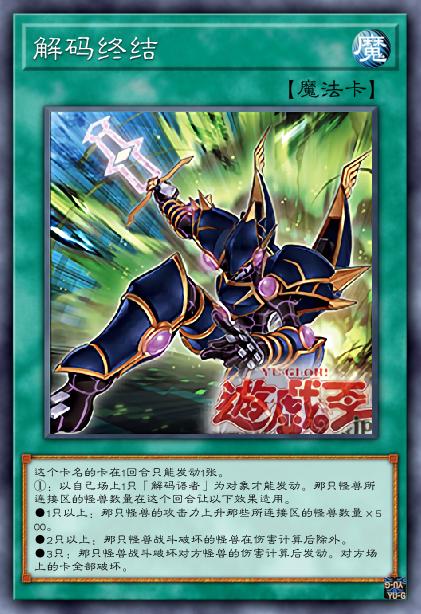 解码终结
魔
【魔法卡】
YU-GI-OH!
遊戯王
.jp
这个卡名的卡在1回合只能发动1张。
①：以自己场上1只「解码语者」为对象才能发动。那只怪兽所
连接区的怪兽数量在这个回合让以下效果适用。
●1只以上：那只怪兽的攻击力上升那些所连接区的怪兽数量×5
00。
●2只以上：那只怪兽战斗破坏的怪兽在伤害计算后除外。
●3只：那只怪兽战斗破坏对方怪兽的伤害计算后发动。对方场
上的卡全部破坏。